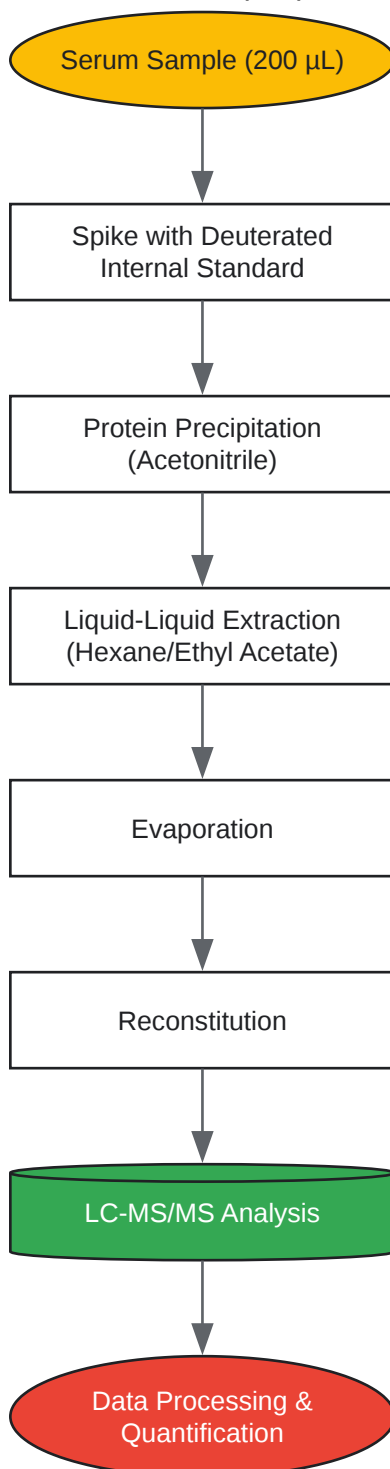 Serum Sample (200 µL)
Spike with Deuterated
Internal Standard
Protein Precipitation
(Acetonitrile)
Liquid-Liquid Extraction
(Hexane/Ethyl Acetate)
Evaporation
Reconstitution
LC-MS/MS Analysis
Data Processing &
Quantification